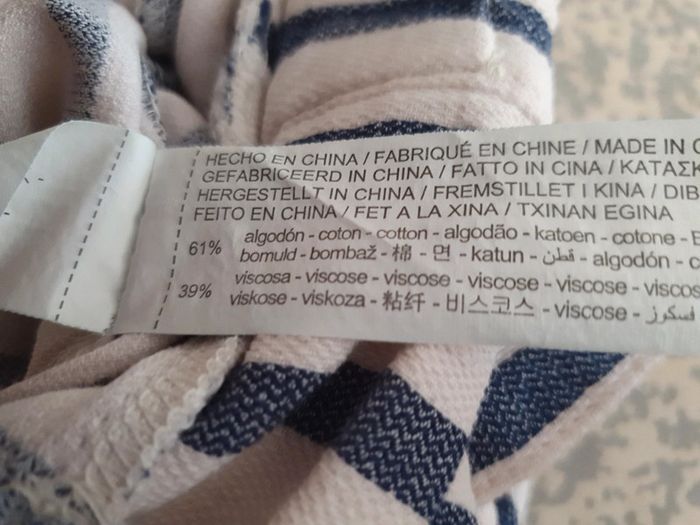 HECHO EN CHINA / FABRIQUÉ EN CHINE / MADE IN
GEFABRICEERD IN CHINA / FATTO IN CINA / ΚΑΤΑΣΚ
HERGESTELLT IN CHINA / FREMSTILLET I KINA / DIB
FEITO EN CHINA / FET A LA XINA / TXINAN EGINA
61% algodón - coton - cotton - algodão - katoen - cotone -
bomuld - bombaž - 棉 - 면 - katun - قطن - algodón -
39% viscosa - viscose - viscose - viscose - viscose - viscos
viskose - viskoza - 粘纤 - 비스코스 - viscose - فسكوز